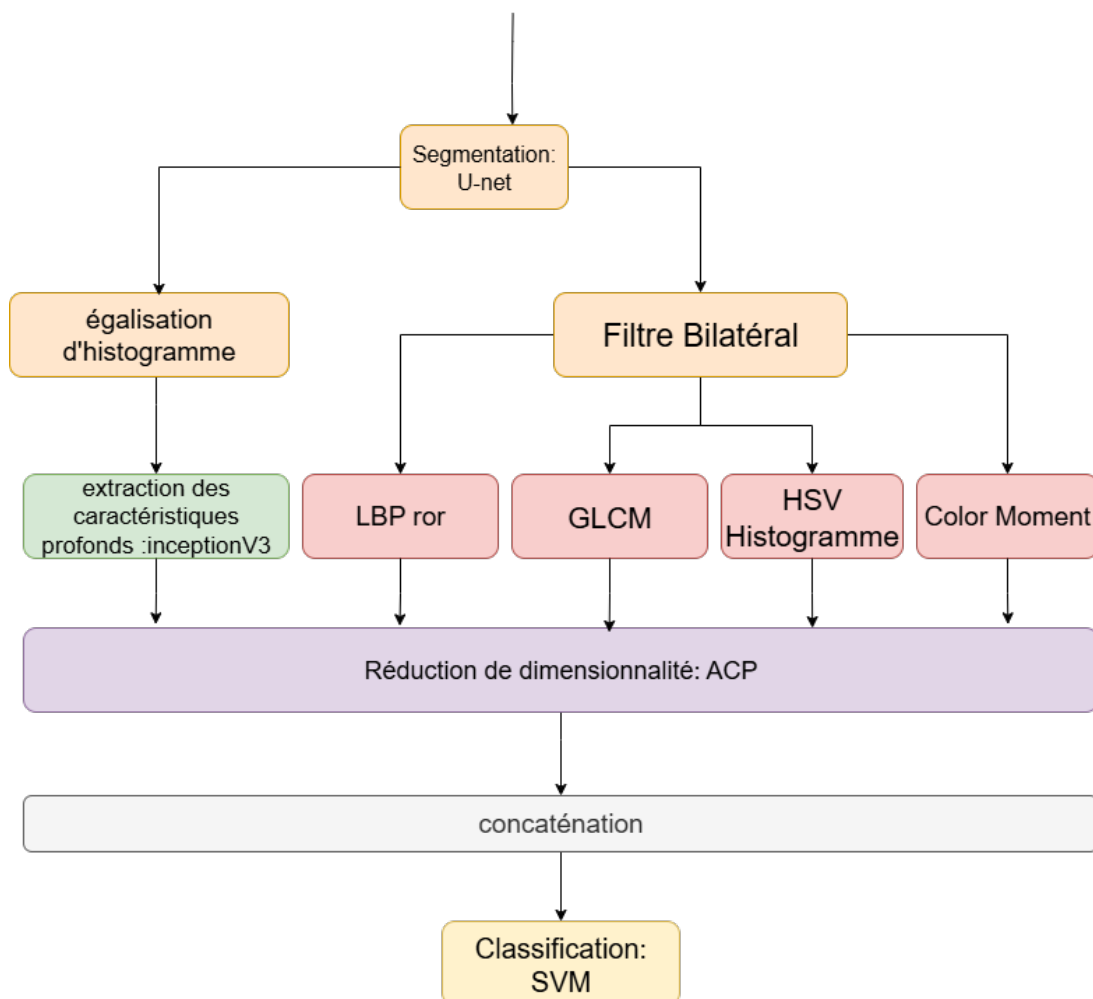 Segmentation:
U-net
égalisation
d'histogramme
Filtre Bilatéral
extraction des
caractéristiques
profonds :inceptionV3
LBP ror
GLCM
HSV
Histogramme
Color Moment
Réduction de dimensionnalité: ACP
concaténation
Classification:
SVM